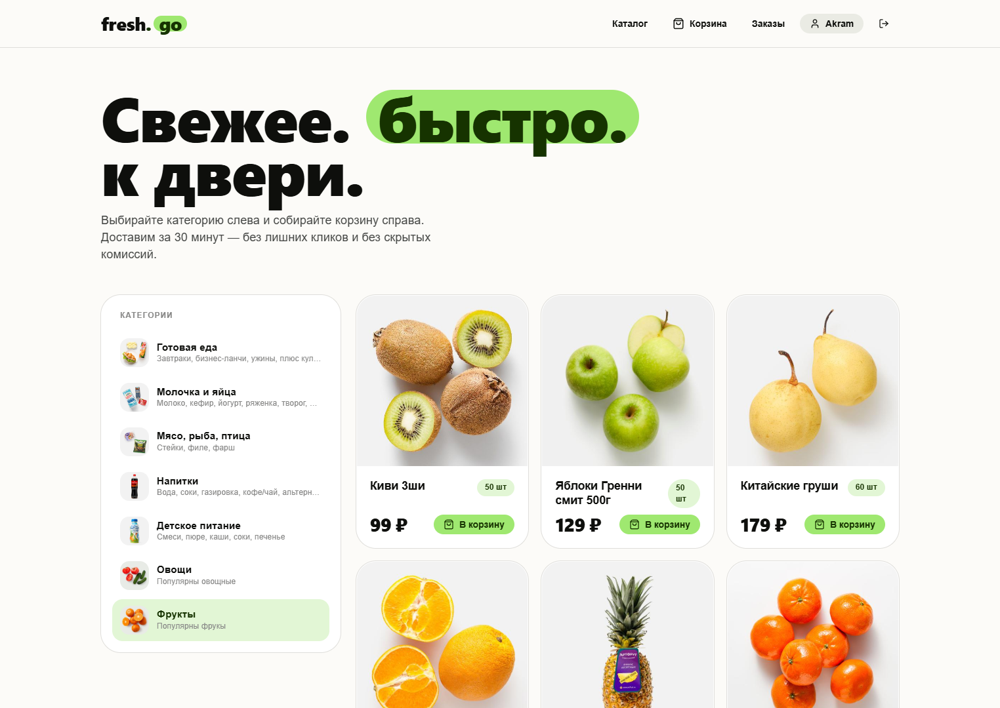 fresh. go
Каталог
Корзина
Заказы
Akram
Свежее. быстро.
к двери.
Выбирайте категорию слева и собирайте корзину справа.
Доставим за 30 минут — без лишних кликов и без скрытых
комиссий.
КАТЕГОРИИ
Готовая еда
Завтраки, бизнес-ланчи, ужины, плюс кул...
Молочка и яйца
Молоко, кефир, йогурт, ряженка, творог, ...
Мясо, рыба, птица
Стейки, филе, фарш
Напитки
Вода, соки, газировка, кофе/чай, альтерн...
Детское питание
Смеси, пюре, каши, соки, печенье
Овощи
Популярны овощные
Фрукты
Популярны фрукы
Киви 3ши
50 шт
99 ₽
В корзину
Яблоки Гренни
смит 500г
50
шт
129 ₽
В корзину
Китайские груши
60 шт
179 ₽
В корзину
АРТФРУТ